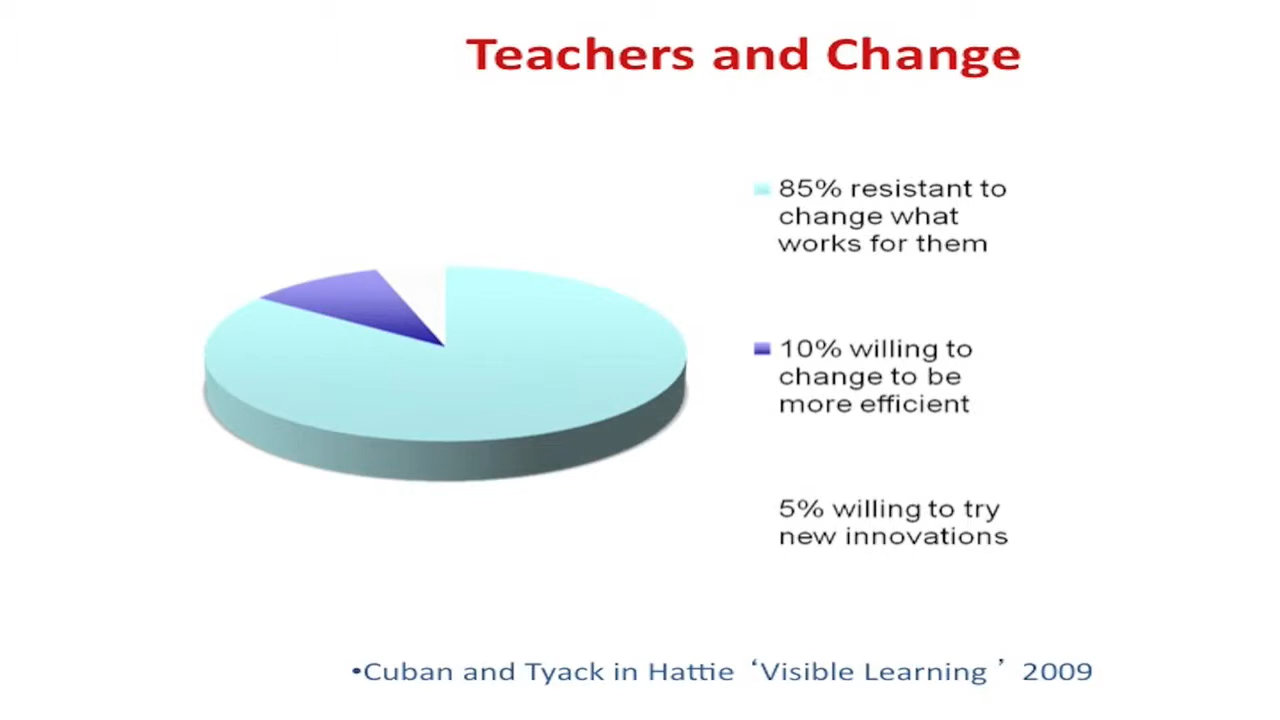 Teachers and Change
85% resistant to
change what
works for them
10% willing to
change to be
more efficient
5% willing to try
new innovations
•Cuban and Tyack in Hattie ‘Visible Learning ’ 2009